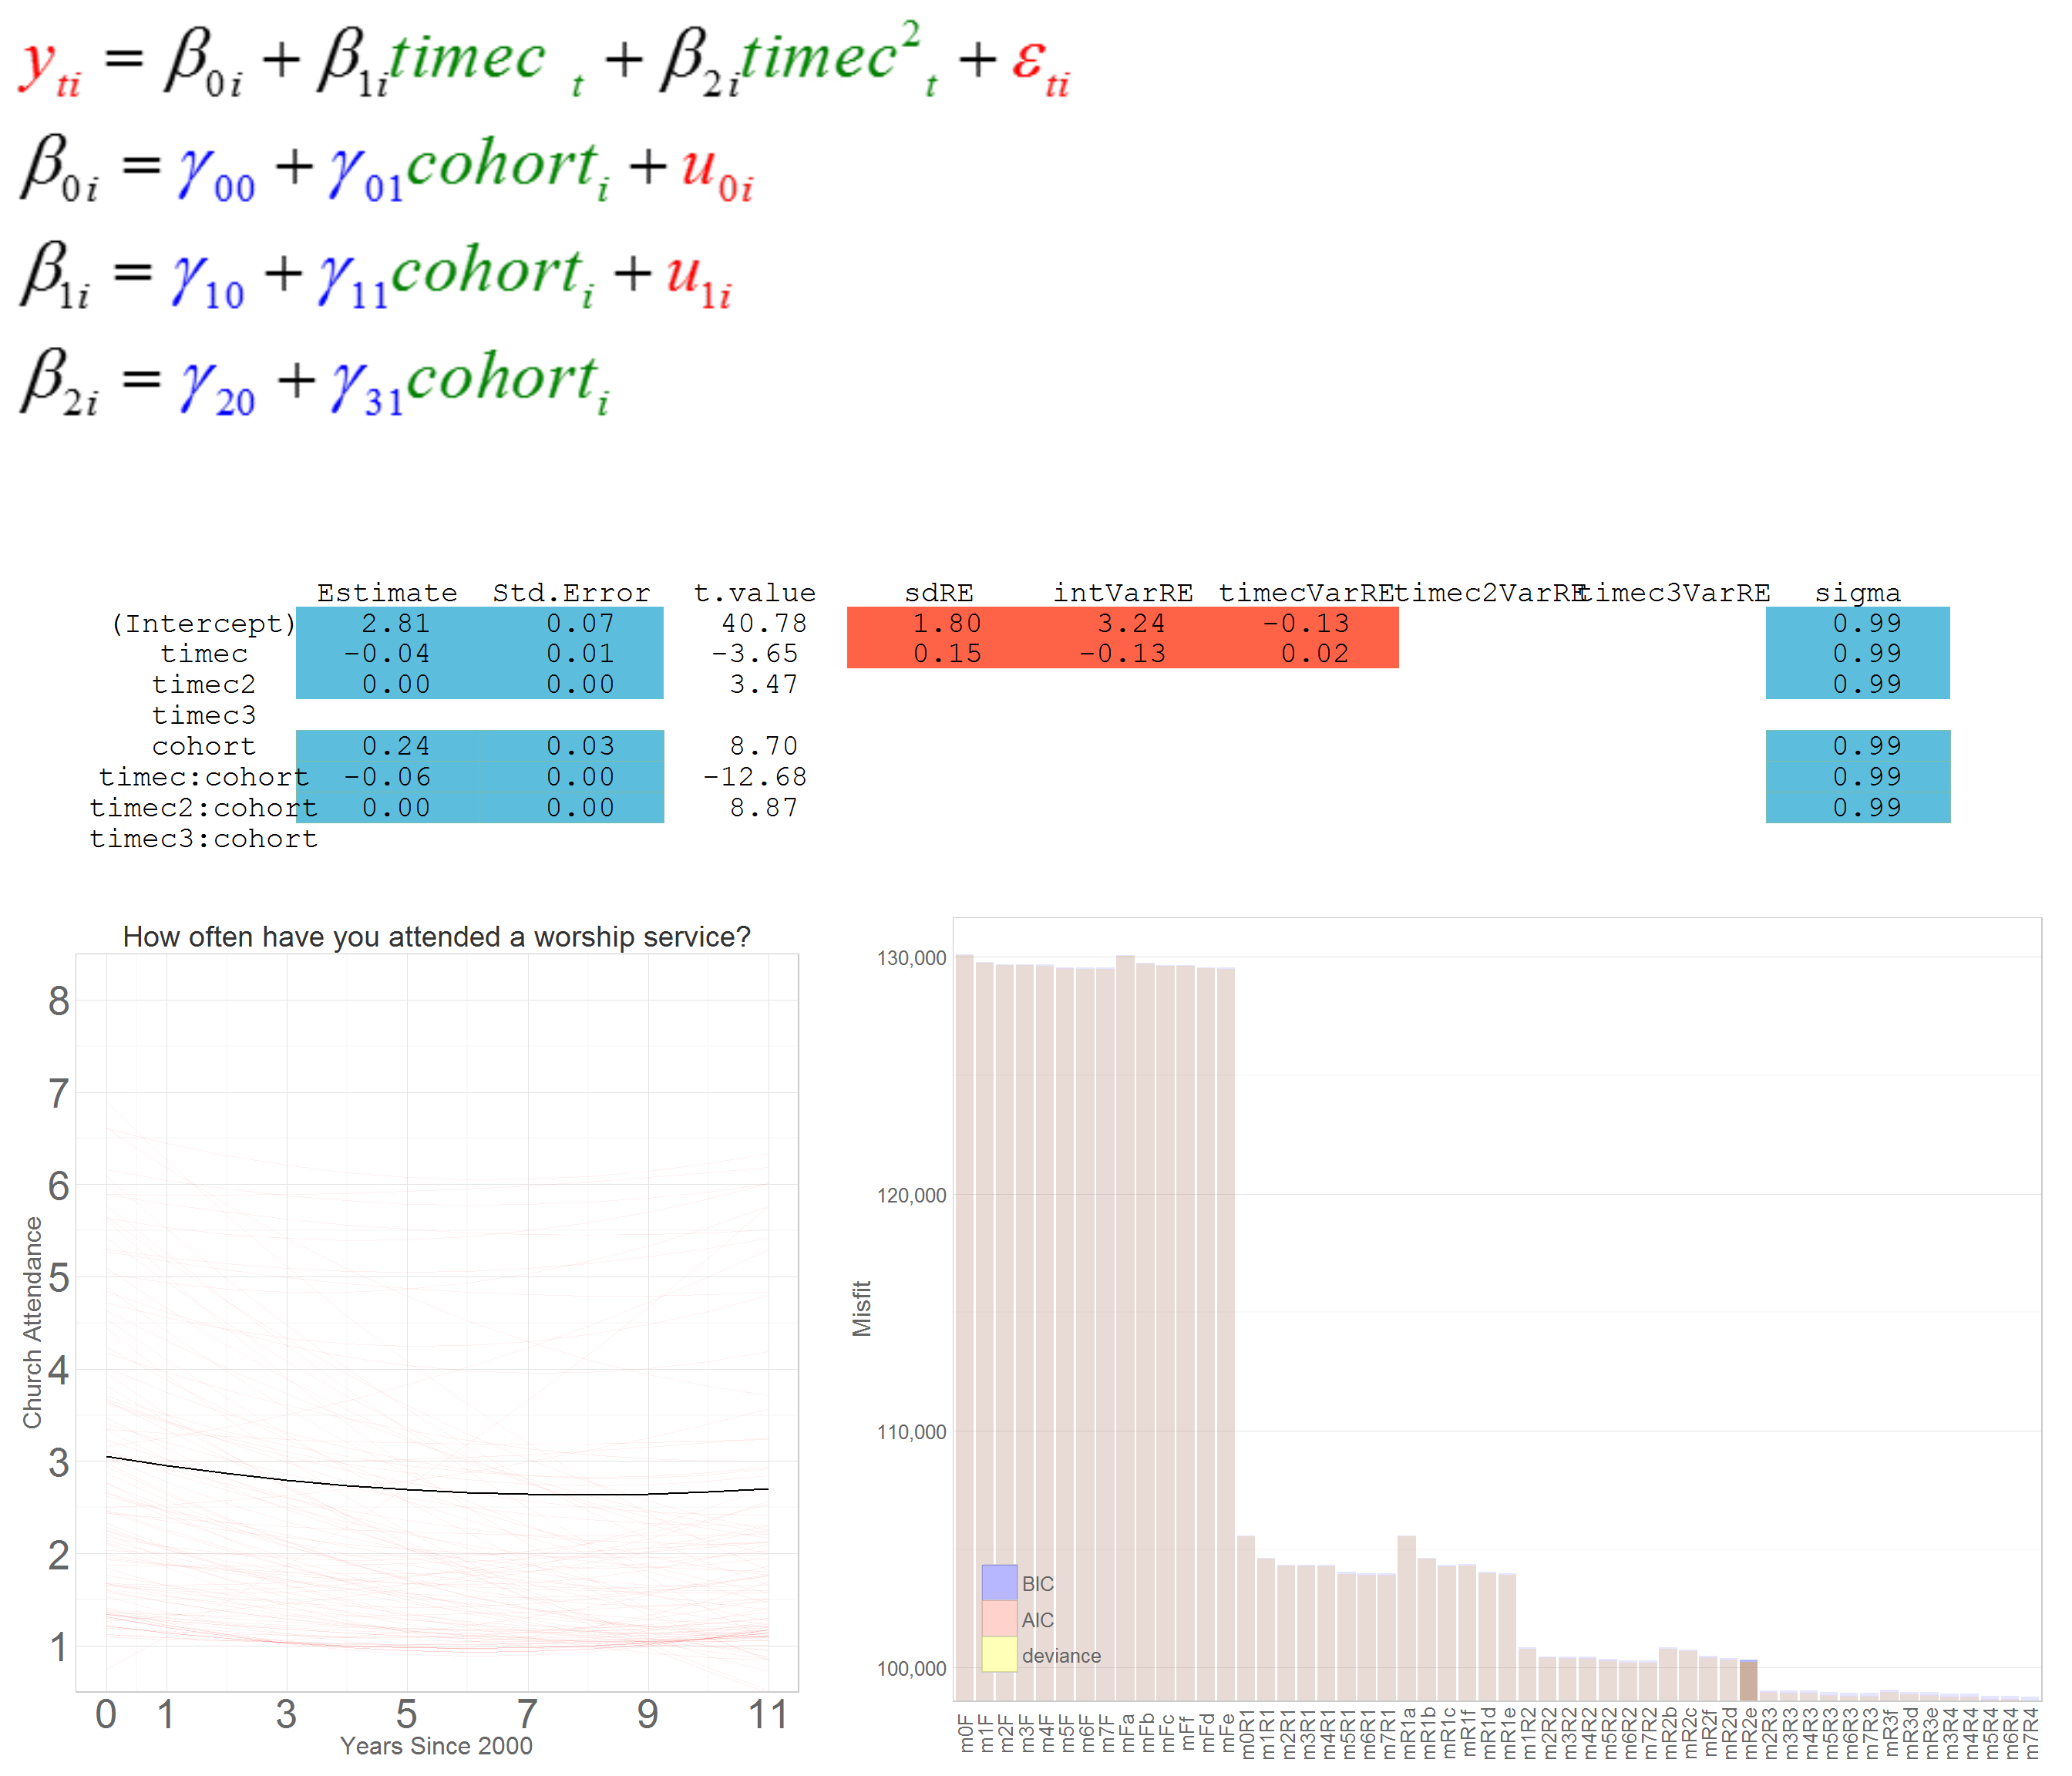 y_ti = β_0i + β_1i timec_t + β_2i timec²_t + ε_ti
β_0i = γ_00 + γ_01 cohort_i + u_0i
β_1i = γ_10 + γ_11 cohort_i + u_1i
β_2i = γ_20 + γ_31 cohort_i
Estimate Std.Error t.value sdRE intVarRE timecVarRE timec2VarRE timec3VarRE sigma
(Intercept) 2.81 0.07 40.78 1.80 3.24 -0.13 0.99
timec -0.04 0.01 -3.65 0.15 -0.13 0.02 0.99
timec2 0.00 0.00 3.47 0.99
timec3
cohort 0.24 0.03 8.70 0.99
timec:cohort -0.06 0.00 -12.68 0.99
timec2:cohort 0.00 0.00 8.87 0.99
timec3:cohort
How often have you attended a worship service?
8
7
6
5
4
3
2
1
Church Attendance
0 1 3 5 7 9 11
Years Since 2000
130,000
120,000
110,000
100,000
Misfit
BIC
AIC
deviance
m0F m1F m2F m3F m4F m5F m6F m7F mFa mFb mFc mFf mFd mFe m0R1 m1R1 m2R1 m3R1 m4R1 m5R1 m6R1 m7R1 mR1a mR1b mR1c mR1f mR1d mR1e m1R2 m2R2 m3R2 m4R2 m5R2 m6R2 m7R2 mR2b mR2c mR2f mR2d mR2e m2R3 m3R3 m4R3 m5R3 m6R3 m7R3 mR3f mR3d mR3e m3R4 m4R4 m5R4 m6R4 m7R4